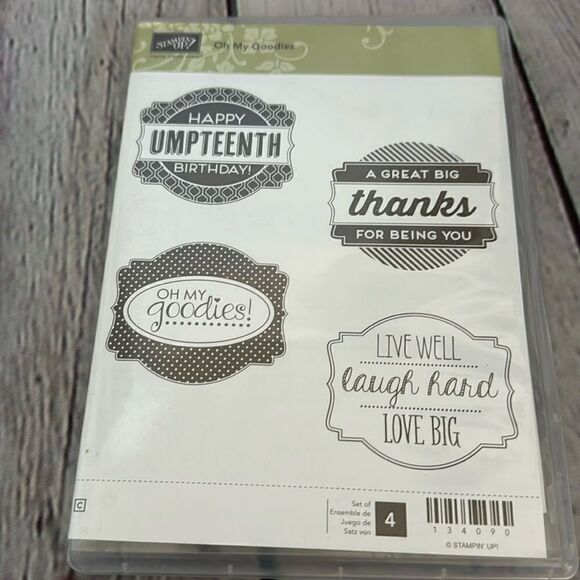 STAMPIN' UP!
Oh My Goodies
HAPPY
UMPTEENTH
BIRTHDAY!
A GREAT BIG
thanks
FOR BEING YOU
OH MY
goodies!
LIVE WELL
laugh hard
LOVE BIG
C
Set of
Ensemble de
Juego de
Satz von
4
134090
© STAMPIN' UP!